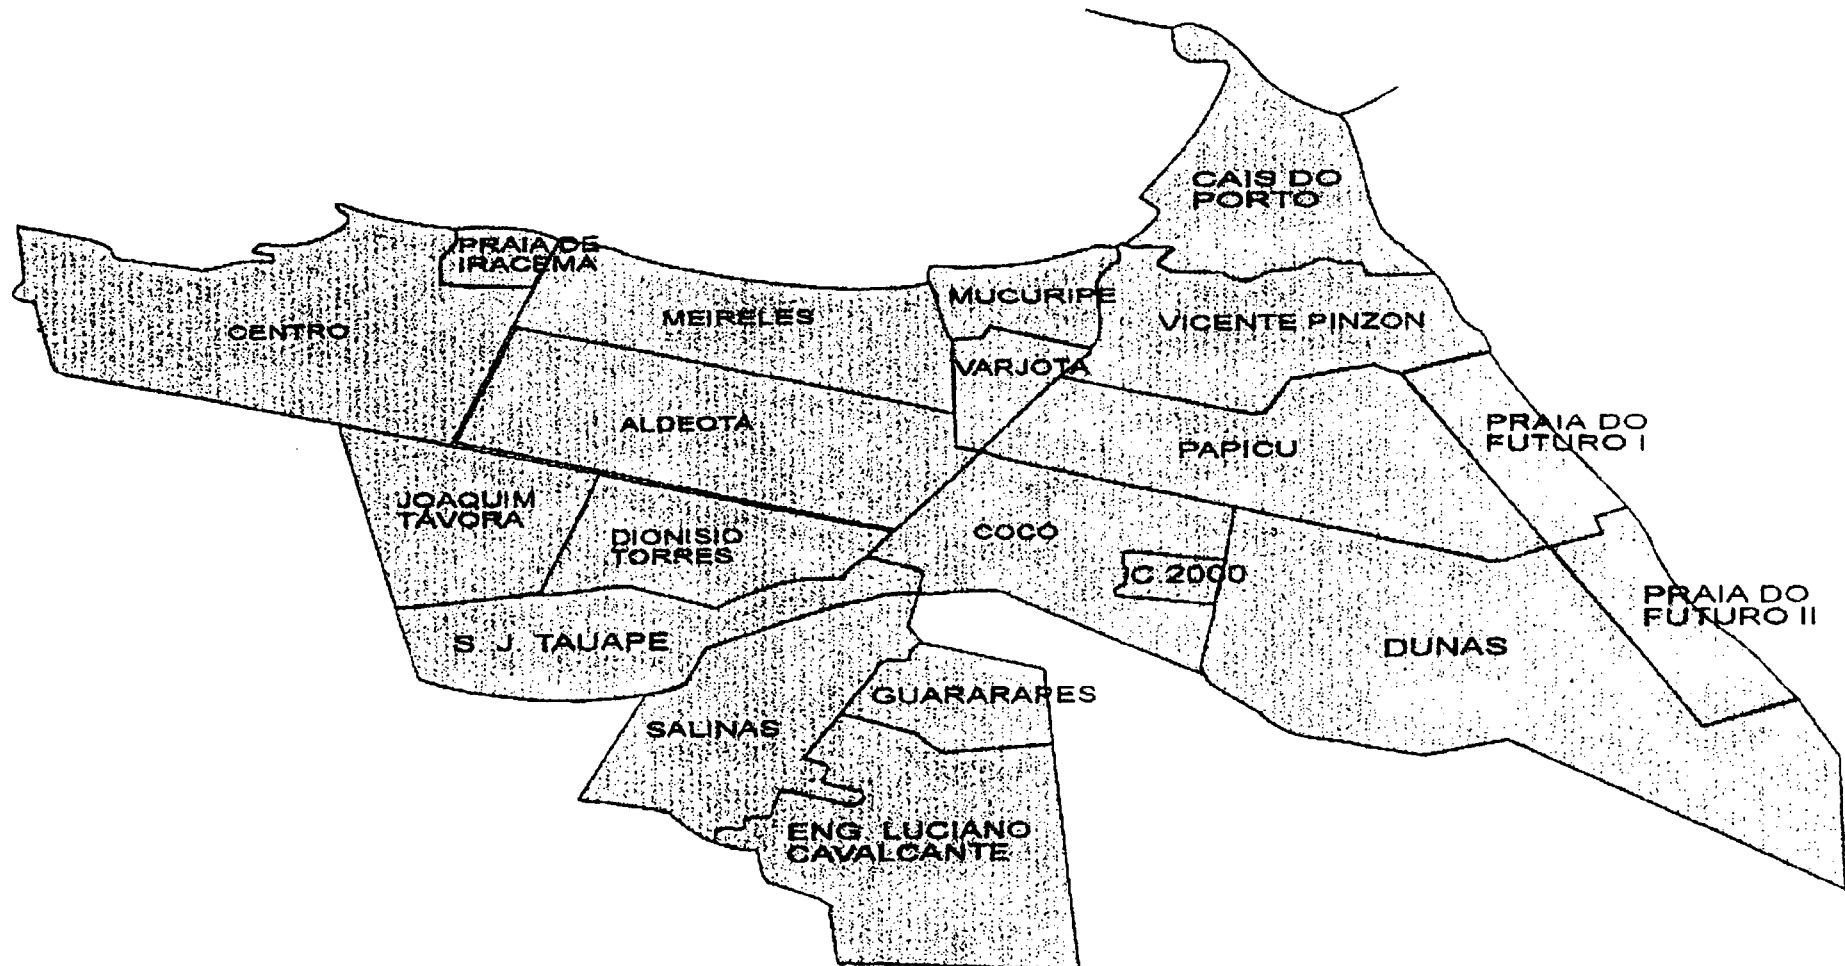 CAIS DO
PORTO
PRAIA DE
IRACEMA
CENTRO
MEIRELES
MUCURIPE
VICENTE PINZON
VARJOTA
ALDEOTA
PAPICU
PRAIA DO
FUTURO I
JOAQUIM
TÁVORA
DIONISIO
TORRES
COCÓ
C 2000
PRAIA DO
FUTURO II
S J. TAUAPE
DUNAS
GUARARAPES
SALINAS
ENG. LUCIANO
CAVALCANTE